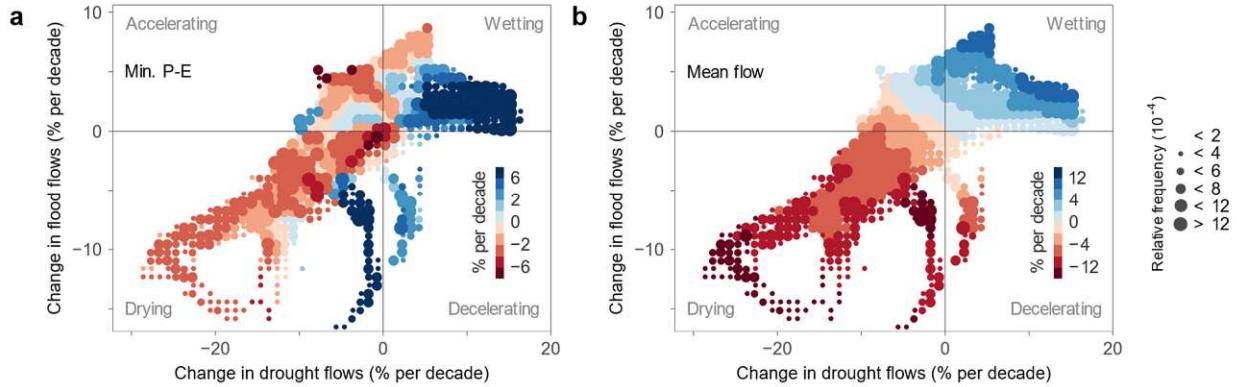 a
Accelerating
Wetting
Min. P-E
Drying
Decelerating
10
0
−10
−20
0
20
Change in flood flows (% per decade)
Change in drought flows (% per decade)
% per decade
6
2
0
−2
−6
b
Accelerating
Wetting
Mean flow
Drying
Decelerating
10
0
−10
−20
0
20
Change in flood flows (% per decade)
Change in drought flows (% per decade)
% per decade
12
4
0
−4
−12
Relative frequency (10⁻⁴)
< 2
< 4
< 6
< 8
< 12
> 12